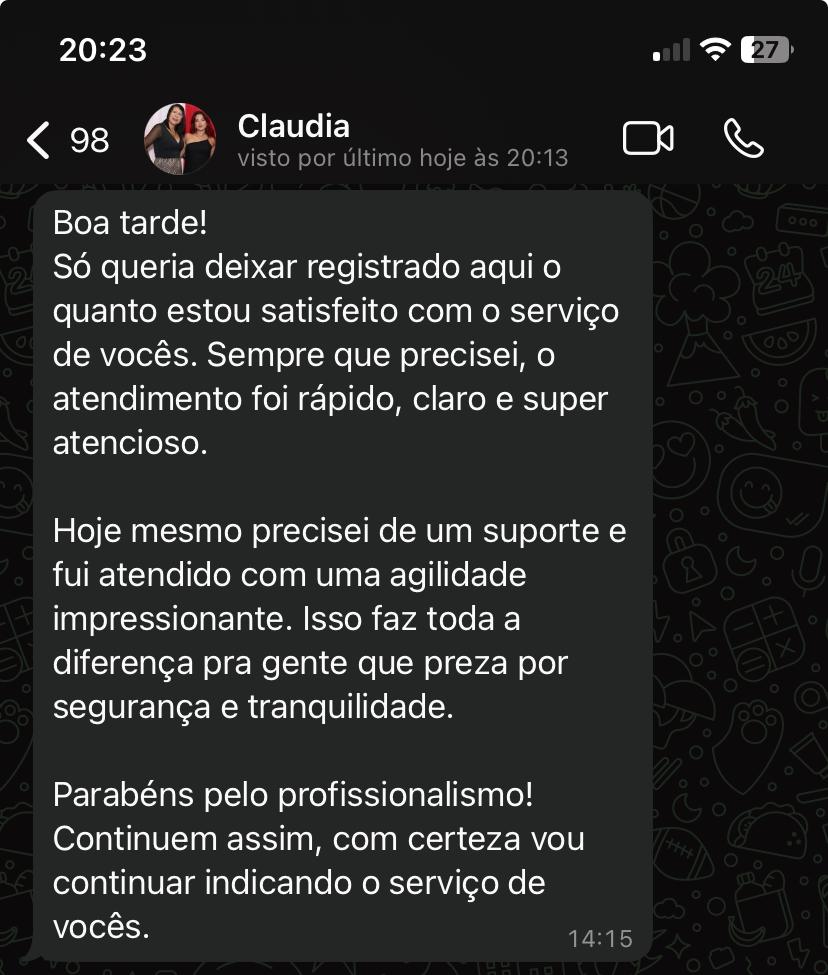 20:23
27
98
Claudia
visto por último hoje às 20:13
Boa tarde!
Só queria deixar registrado aqui o
quanto estou satisfeito com o serviço
de vocês. Sempre que precisei, o
atendimento foi rápido, claro e super
atencioso.
Hoje mesmo precisei de um suporte e
fui atendido com uma agilidade
impressionante. Isso faz toda a
diferença pra gente que preza por
segurança e tranquilidade.
Parabéns pelo profissionalismo!
Continuem assim, com certeza vou
continuar indicando o serviço de
vocês.
14:15